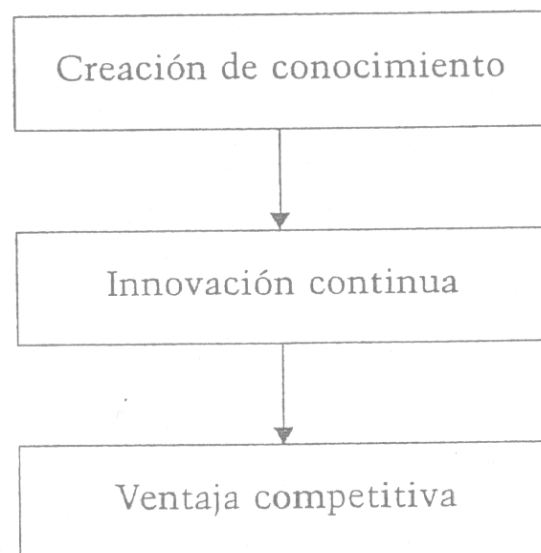 Creación de conocimiento
Innovación continua
Ventaja competitiva